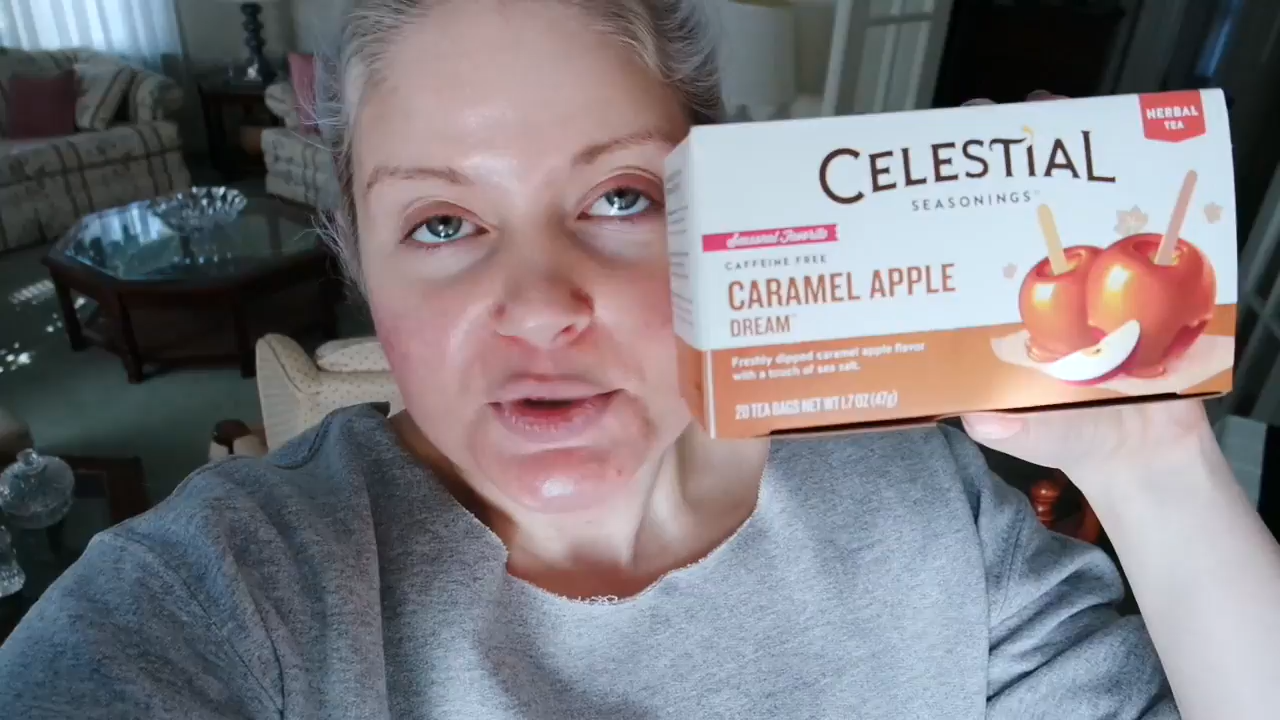 HERBAL
TEA
CELESTIAL
SEASONINGS
Seasonal Favorite
CAFFEINE FREE
CARAMEL APPLE
DREAM™
Freshly dipped caramel apple flavor
with a touch of sea salt.
20 TEA BAGS NET WT 1.7 OZ (47g)